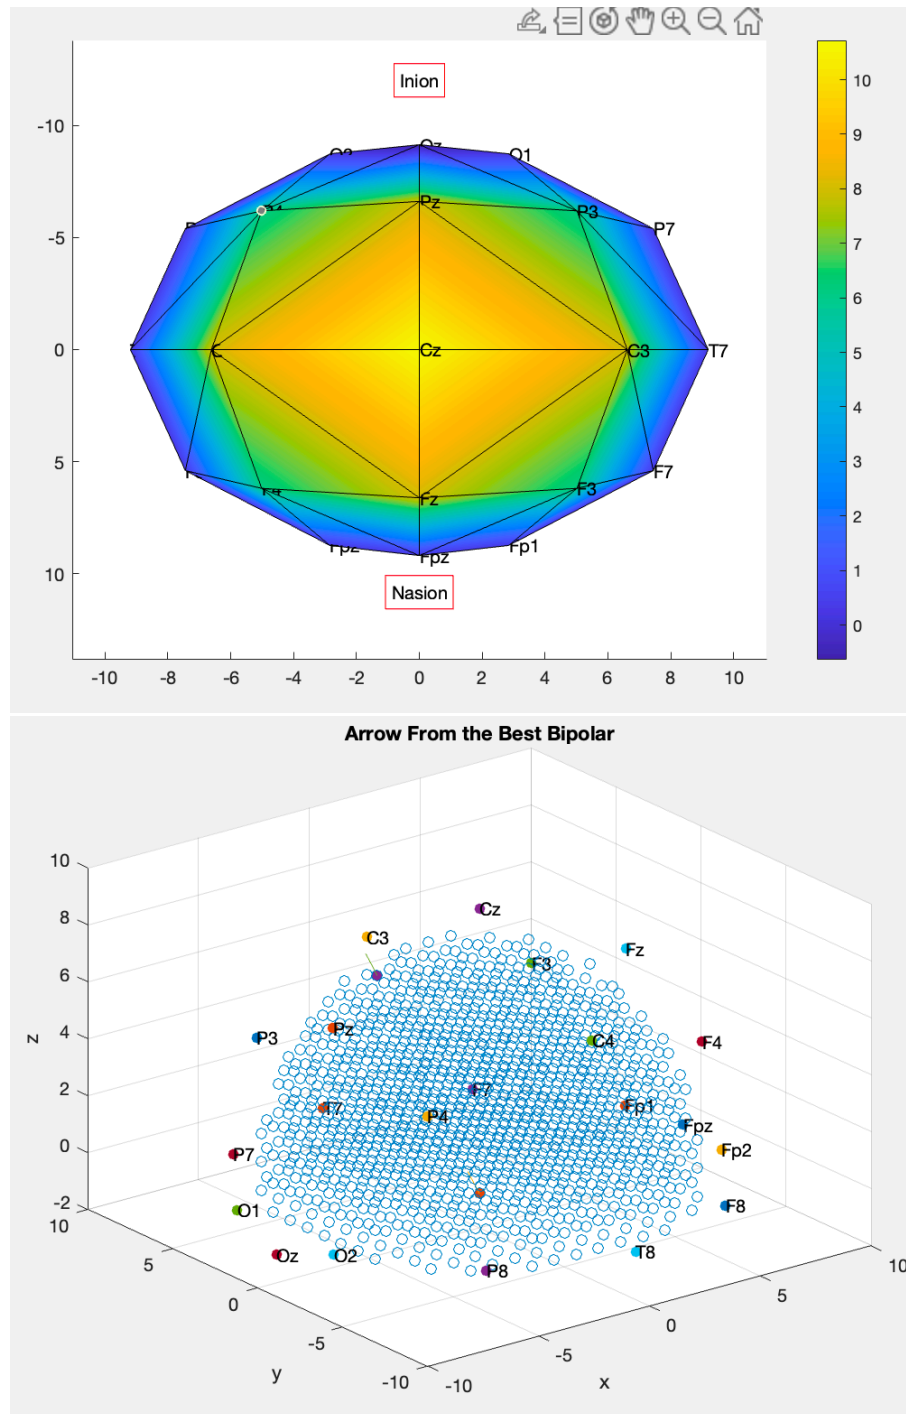 Inion
10
9
8
7
6
5
4
3
2
1
0
-10
-5
0
5
10
Oz
O1
Pz
P3
P7
Cz
C3
T7
F4
Fz
F3
F7
Fpz
Fp1
Nasion
-10 -8 -6 -4 -2 0 2 4 6 8 10
Arrow From the Best Bipolar
10
8
6
4
2
0
-2
z
Cz
C3
Fz
F3
Pz
P3
C4
F4
F7
T7
P4
Fp1
Fpz
Fp2
P7
F8
O1
Oz
O2
P8
T8
10
5
0
-5
-10
y
-10
-5
0
5
10
x